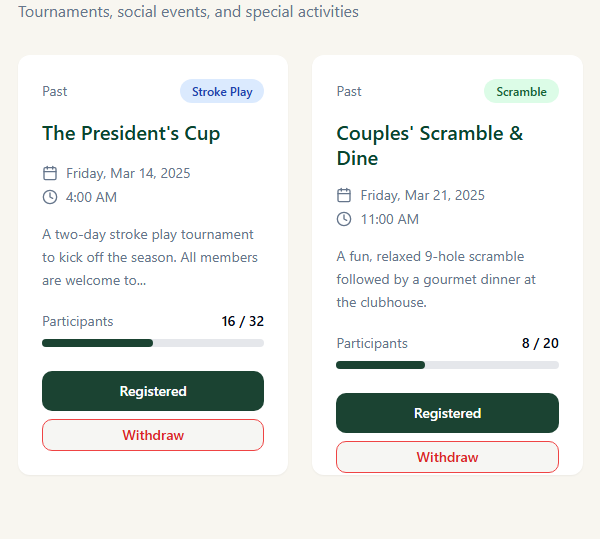 Tournaments, social events, and special activities
Past
Stroke Play
The President's Cup
Friday, Mar 14, 2025
4:00 AM
A two-day stroke play tournament
to kick off the season. All members
are welcome to...
Participants
16 / 32
Registered
Withdraw
Past
Scramble
Couples' Scramble &
Dine
Friday, Mar 21, 2025
11:00 AM
A fun, relaxed 9-hole scramble
followed by a gourmet dinner at
the clubhouse.
Participants
8 / 20
Registered
Withdraw